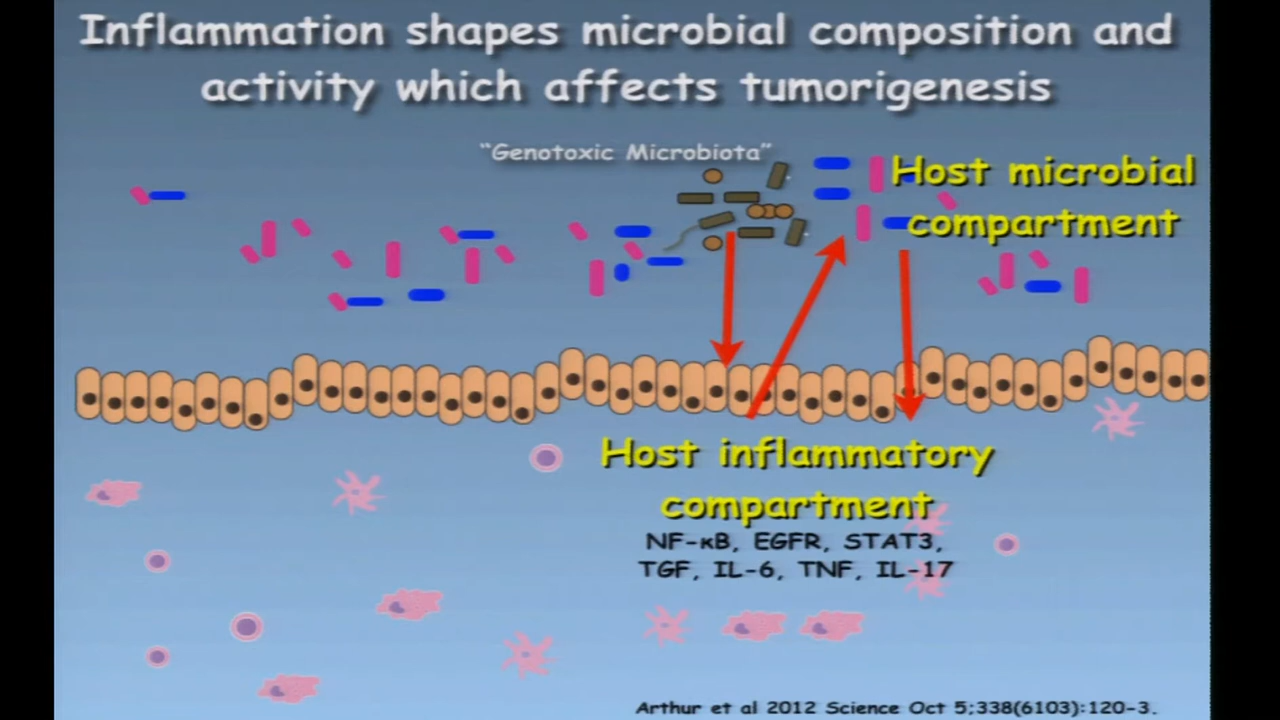 Inflammation shapes microbial composition and
activity which affects tumorigenesis
"Genotoxic Microbiota"
Host microbial
compartment
Host inflammatory
compartment
NF-κB, EGFR, STAT3,
TGF, IL-6, TNF, IL-17
Arthur et al 2012 Science Oct 5;338(6103):120-3.